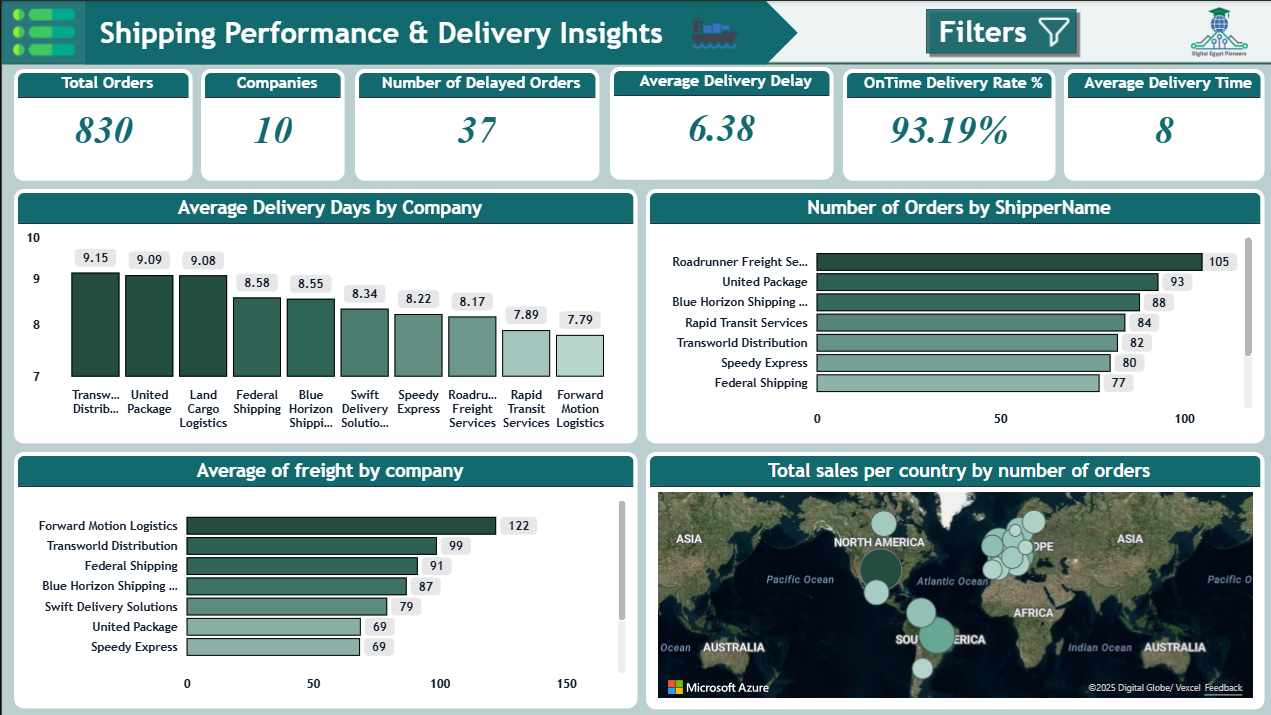 Shipping Performance & Delivery Insights
Filters
Digital Egypt Pioneers
Total Orders
830
Companies
10
Number of Delayed Orders
37
Average Delivery Delay
6.38
OnTime Delivery Rate %
93.19%
Average Delivery Time
8
Average Delivery Days by Company
10
9
8
7
9.15
9.09
9.08
8.58
8.55
8.34
8.22
8.17
7.89
7.79
Transw...
Distrib...
United
Package
Land
Cargo
Logistics
Federal
Shipping
Blue
Horizon
Shippi...
Swift
Delivery
Solutio...
Speedy
Express
Roadru...
Freight
Services
Rapid
Transit
Services
Forward
Motion
Logistics
Number of Orders by ShipperName
Roadrunner Freight Se... 105
United Package 93
Blue Horizon Shipping ... 88
Rapid Transit Services 84
Transworld Distribution 82
Speedy Express 80
Federal Shipping 77
0 50 100
Average of freight by company
Forward Motion Logistics 122
Transworld Distribution 99
Federal Shipping 91
Blue Horizon Shipping ... 87
Swift Delivery Solutions 79
United Package 69
Speedy Express 69
0 50 100 150
Total sales per country by number of orders
ASIA
NORTH AMERICA
OPE
ASIA
Pacific Ocean
Atlantic Ocean
Pacific O
AFRICA
SOU ERICA
Ocean
AUSTRALIA
Indian Ocean
AUSTRALIA
Microsoft Azure
©2025 Digital Globe/ Vexcel Feedback